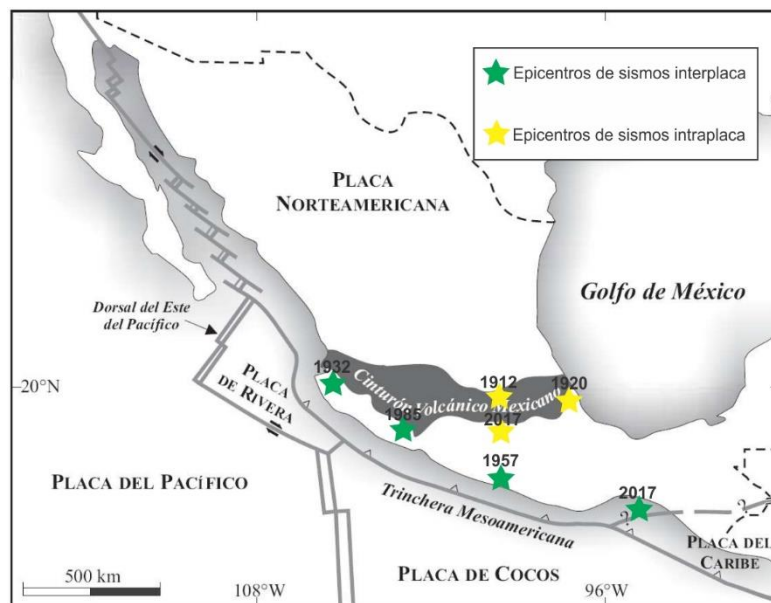 Epicentros de sismos interplaca
Epicentros de sismos intraplaca
PLACA
NORTEAMERICANA
Golfo de México
Dorsal del Este
del Pacífico
PLACA
DE RIVERA
20°N
1932
1912
1920
Cinturón Volcánico Mexicano
1985
2017
1957
2017
?
?
PLACA DEL PACÍFICO
Trinchera Mesoamericana
PLACA DEL
CARIBE
PLACA DE COCOS
500 km
108°W
96°W